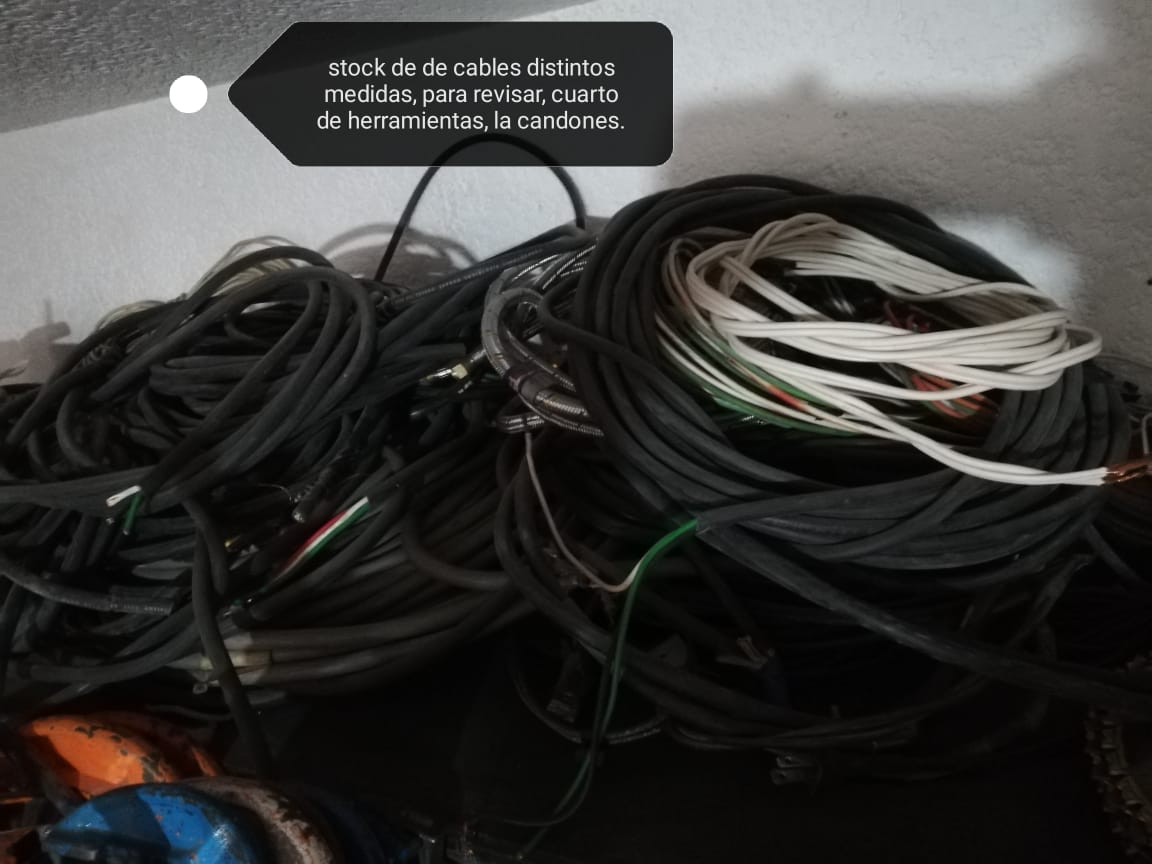 stock de de cables distintos
medidas, para revisar, cuarto
de herramientas, la candones.